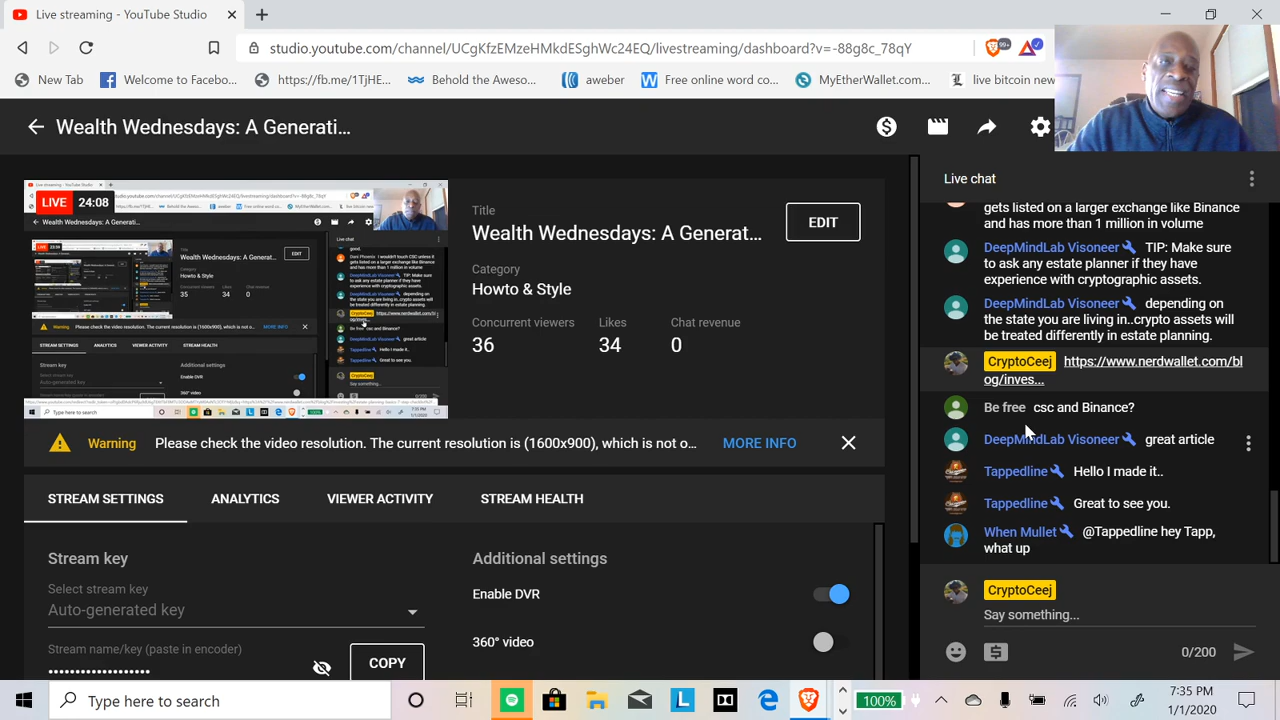 Live streaming - YouTube Studio
studio.youtube.com/channel/UCgKfzEMzeHMkdESghWc24EQ/livestreaming/dashboard?v=-88g8c_78qY
99+
New Tab
Welcome to Facebo...
https://fb.me/1TjHE...
Behold the Aweso...
aweber
Free online word co...
MyEtherWallet.com...
live bitcoin new
Wealth Wednesdays: A Generati...
LIVE 24:08
Title
Wealth Wednesdays: A Generat...
EDIT
Category
Howto & Style
Concurrent viewers
36
Likes
34
Chat revenue
0
Warning
Please check the video resolution. The current resolution is (1600x900), which is not o...
MORE INFO
STREAM SETTINGS
ANALYTICS
VIEWER ACTIVITY
STREAM HEALTH
Stream key
Select stream key
Auto-generated key
Stream name/key (paste in encoder)
COPY
Additional settings
Enable DVR
360° video
Live chat
gets listed on a larger exchange like Binance
and has more than 1 million in volume
DeepMindLab Visoneer TIP: Make sure
to ask any estate planner if they have
experience with cryptographic assets.
DeepMindLab Visoneer depending on
the state you are living in..crypto assets will
be treated different in estate planning.
CryptoCeej https://www.nerdwallet.com/bl
og/inves...
Be free csc and Binance?
DeepMindLab Visoneer great article
Tappedline Hello I made it..
Tappedline Great to see you.
When Mullet @Tappedline hey Tapp,
what up
CryptoCeej
Say something...
0/200
Type here to search
100%
7:35 PM
1/1/2020